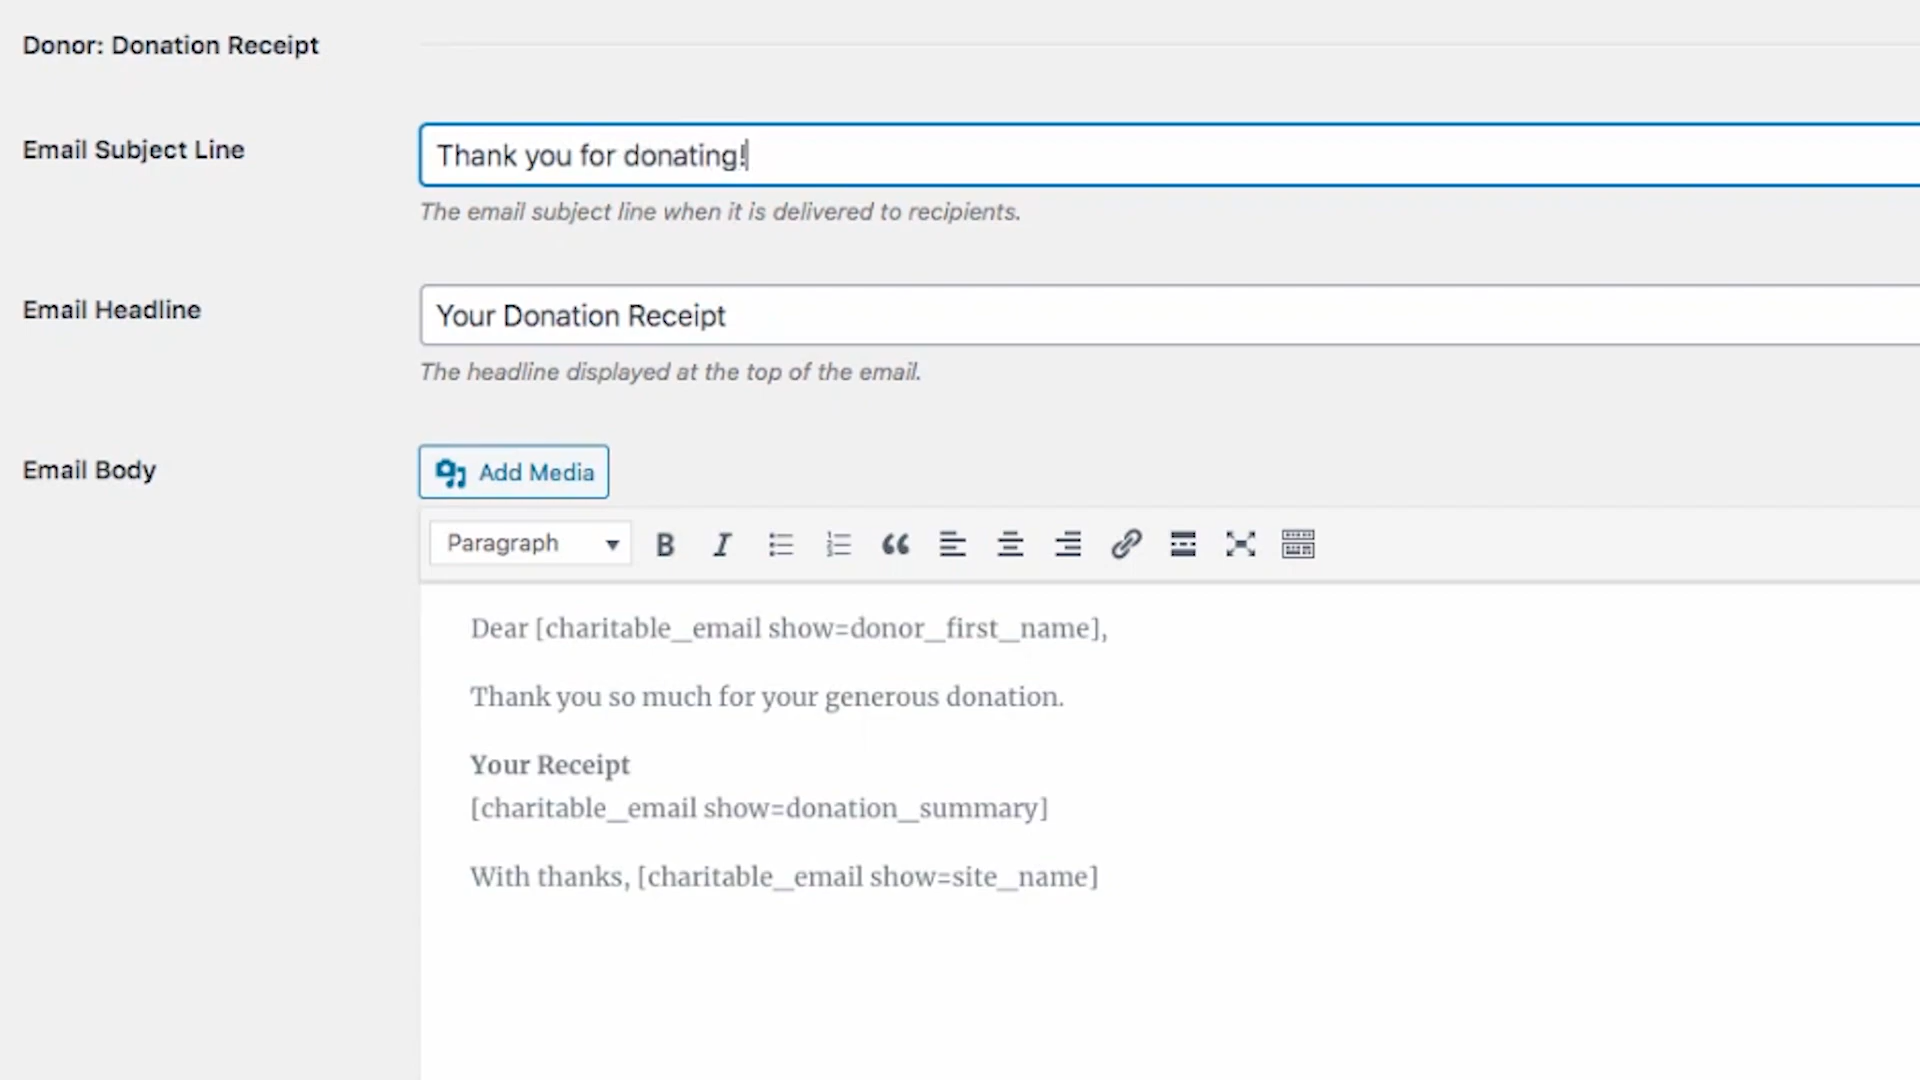 Donor: Donation Receipt
Email Subject Line
Thank you for donating!
The email subject line when it is delivered to recipients.
Email Headline
Your Donation Receipt
The headline displayed at the top of the email.
Email Body
Add Media
Paragraph
Dear [charitable_email show=donor_first_name],
Thank you so much for your generous donation.
Your Receipt
[charitable_email show=donation_summary]
With thanks, [charitable_email show=site_name]